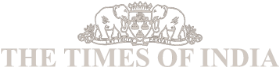 THE TIMES OF INDIA